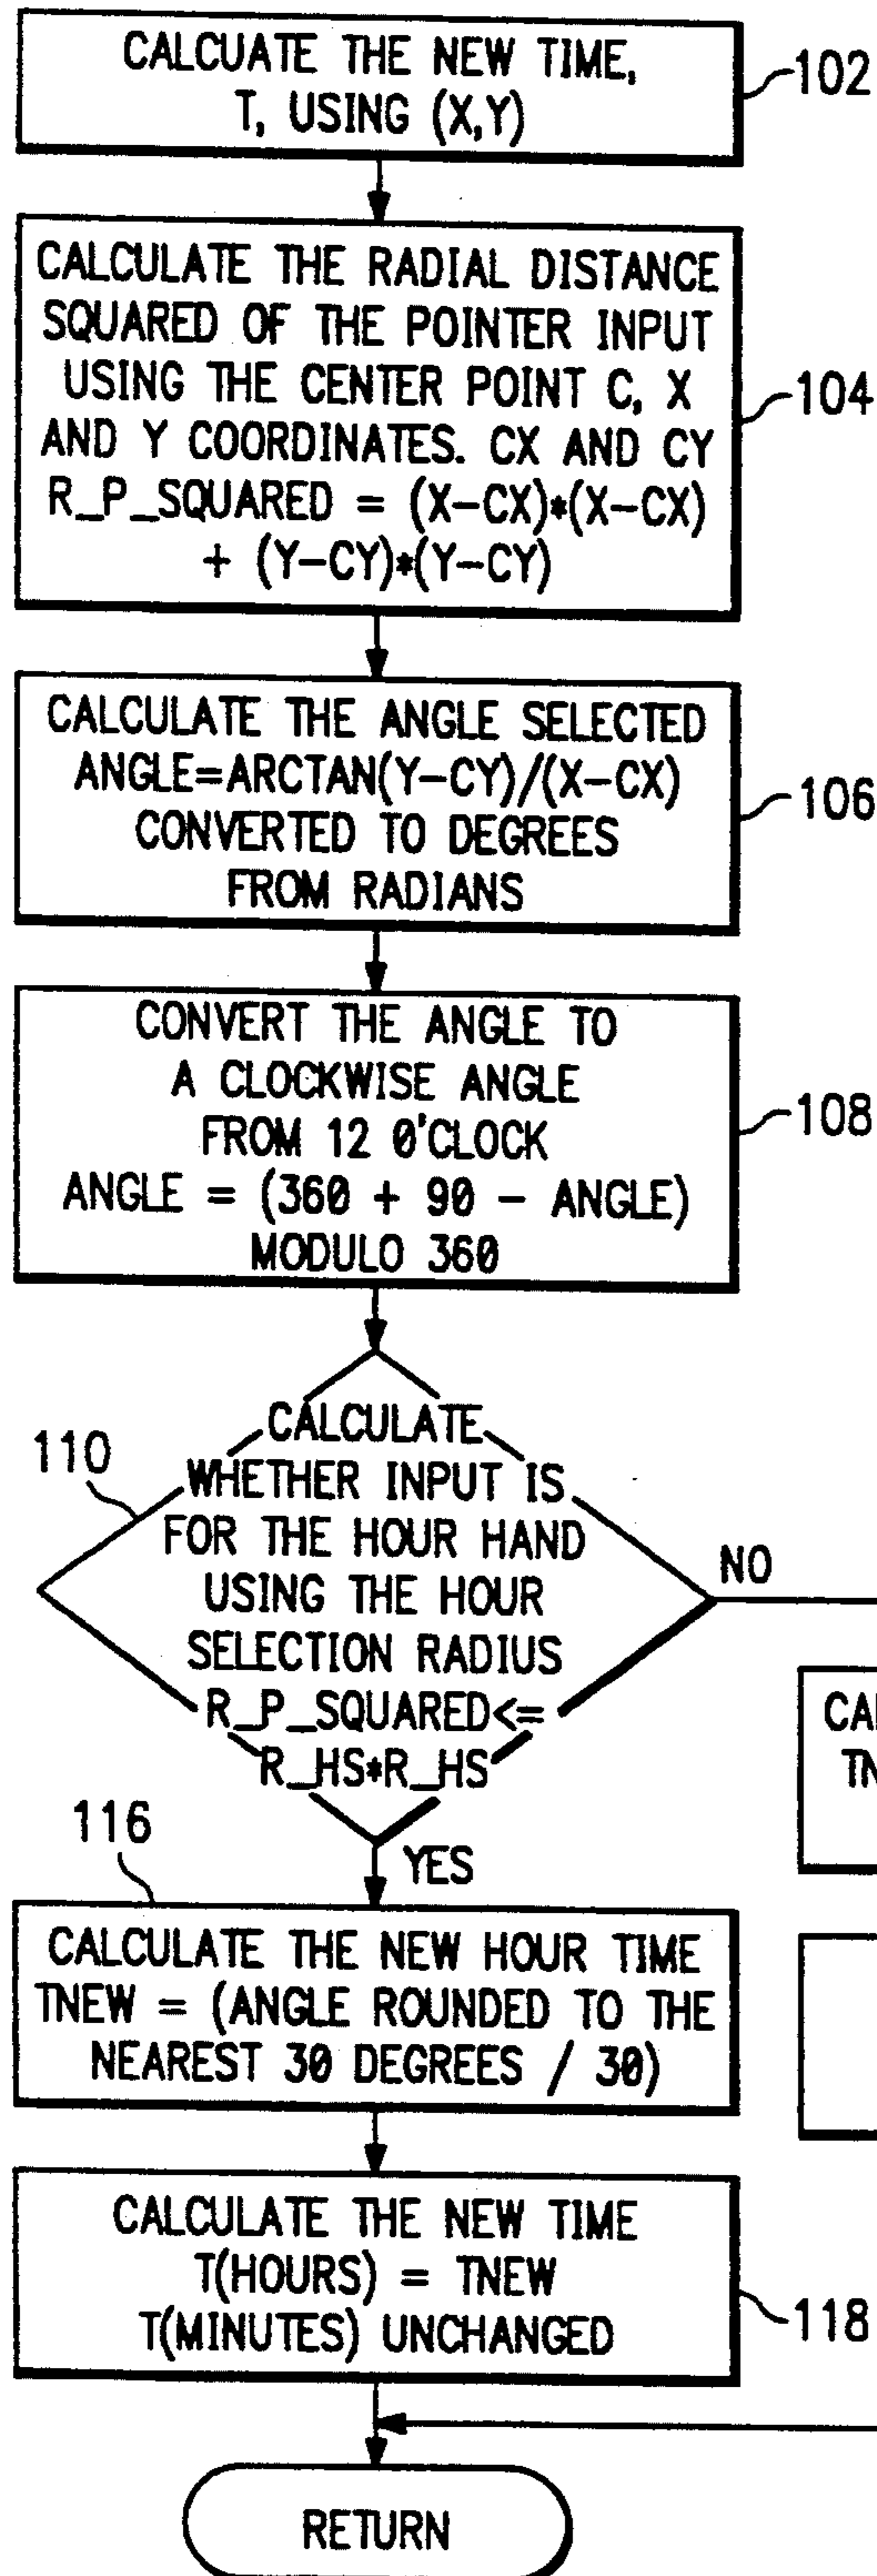 CALCUATE THE NEW TIME,
T, USING (X,Y)
102
CALCULATE THE RADIAL DISTANCE
SQUARED OF THE POINTER INPUT
USING THE CENTER POINT C, X
AND Y COORDINATES. CX AND CY
R_P_SQUARED = (X-CX)*(X-CX)
+ (Y-CY)*(Y-CY)
104
CALCULATE THE ANGLE SELECTED
ANGLE=ARCTAN(Y-CY)/(X-CX)
CONVERTED TO DEGREES
FROM RADIANS
106
CONVERT THE ANGLE TO
A CLOCKWISE ANGLE
FROM 12 0'CLOCK
ANGLE = (360 + 90 - ANGLE)
MODULO 360
108
110
CALCULATE
WHETHER INPUT IS
FOR THE HOUR HAND
USING THE HOUR
SELECTION RADIUS
R_P_SQUARED<=
R_HS*R_HS
NO
YES
CAL
TN
116
CALCULATE THE NEW HOUR TIME
TNEW = (ANGLE ROUNDED TO THE
NEAREST 30 DEGREES / 30)
CALCULATE THE NEW TIME
T(HOURS) = TNEW
T(MINUTES) UNCHANGED
118
RETURN